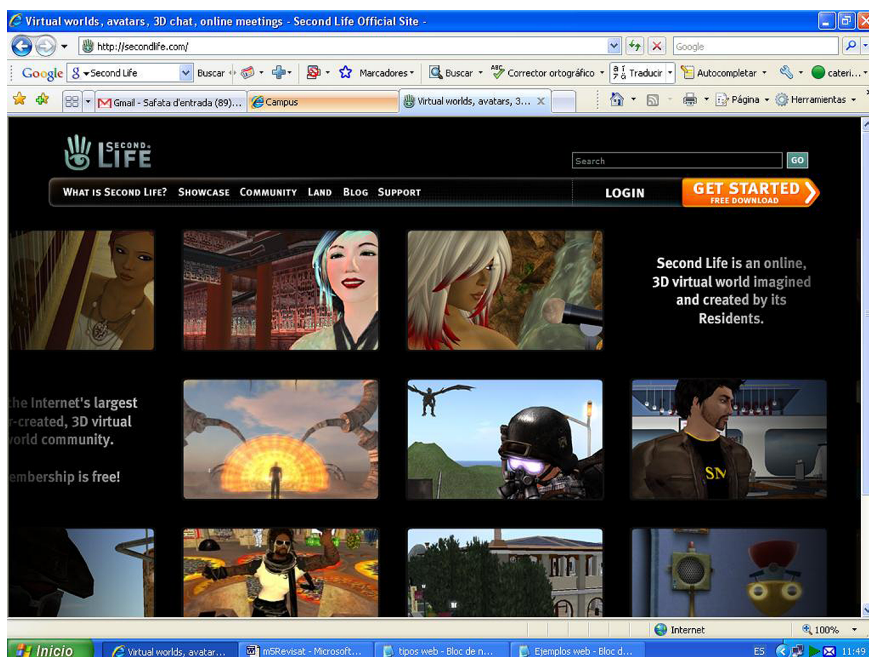 Virtual worlds, avatars, 3D chat, online meetings - Second Life Official Site -
http://secondlife.com/
Google
Google Second Life Buscar Marcadores Buscar ABC Corrector ortográfico Traducir Autocompletar cateri...
Gmail - Safata d'entrada (89)... Campus Virtual worlds, avatars, 3... X Página Herramientas
SECOND
LIFE
Search GO
WHAT IS SECOND LIFE? SHOWCASE COMMUNITY LAND BLOG SUPPORT LOGIN GET STARTED
FREE DOWNLOAD
Second Life is an online,
3D virtual world imagined
and created by its
Residents.
the Internet's largest
r-created, 3D virtual
world community.
embership is free!
SM
Internet 100%
Inicio Virtual worlds, avatar... m5Revisat - Microsoft... tipos web - Bloc de n... Ejemplos web - Bloc d... ES 11:49